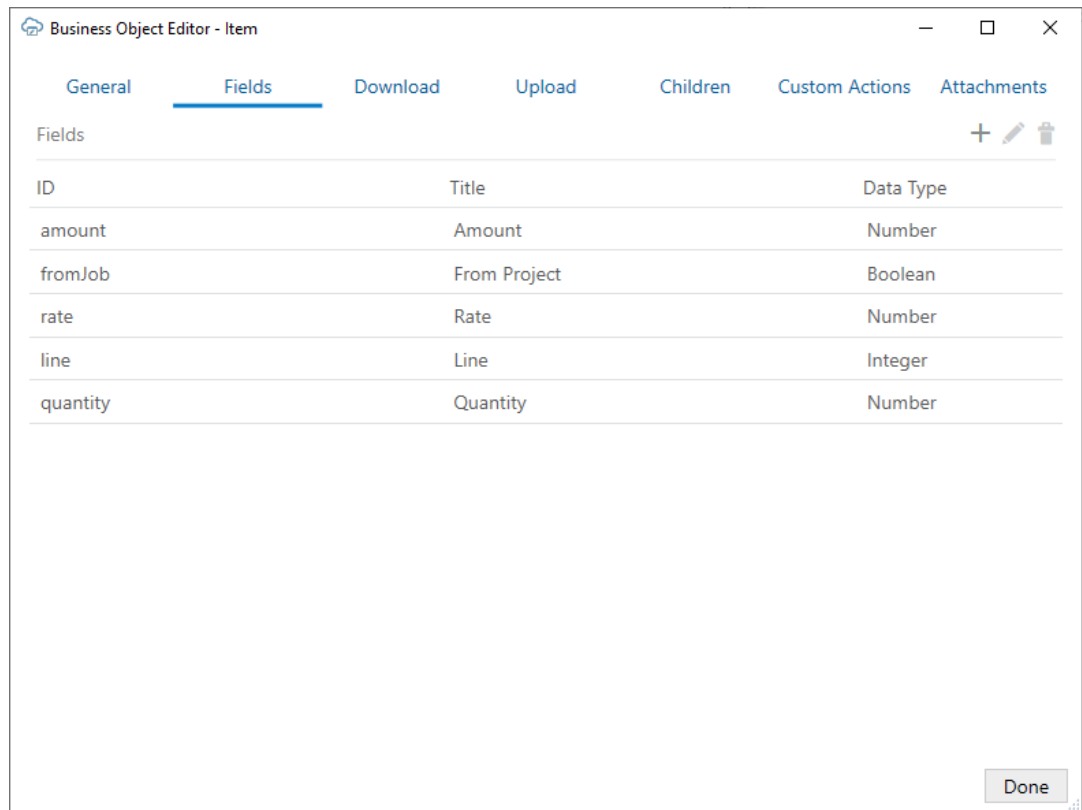 Business Object Editor - Item
General Fields Download Upload Children Custom Actions Attachments
Fields
ID Title Data Type
amount Amount Number
fromJob From Project Boolean
rate Rate Number
line Line Integer
quantity Quantity Number
Done